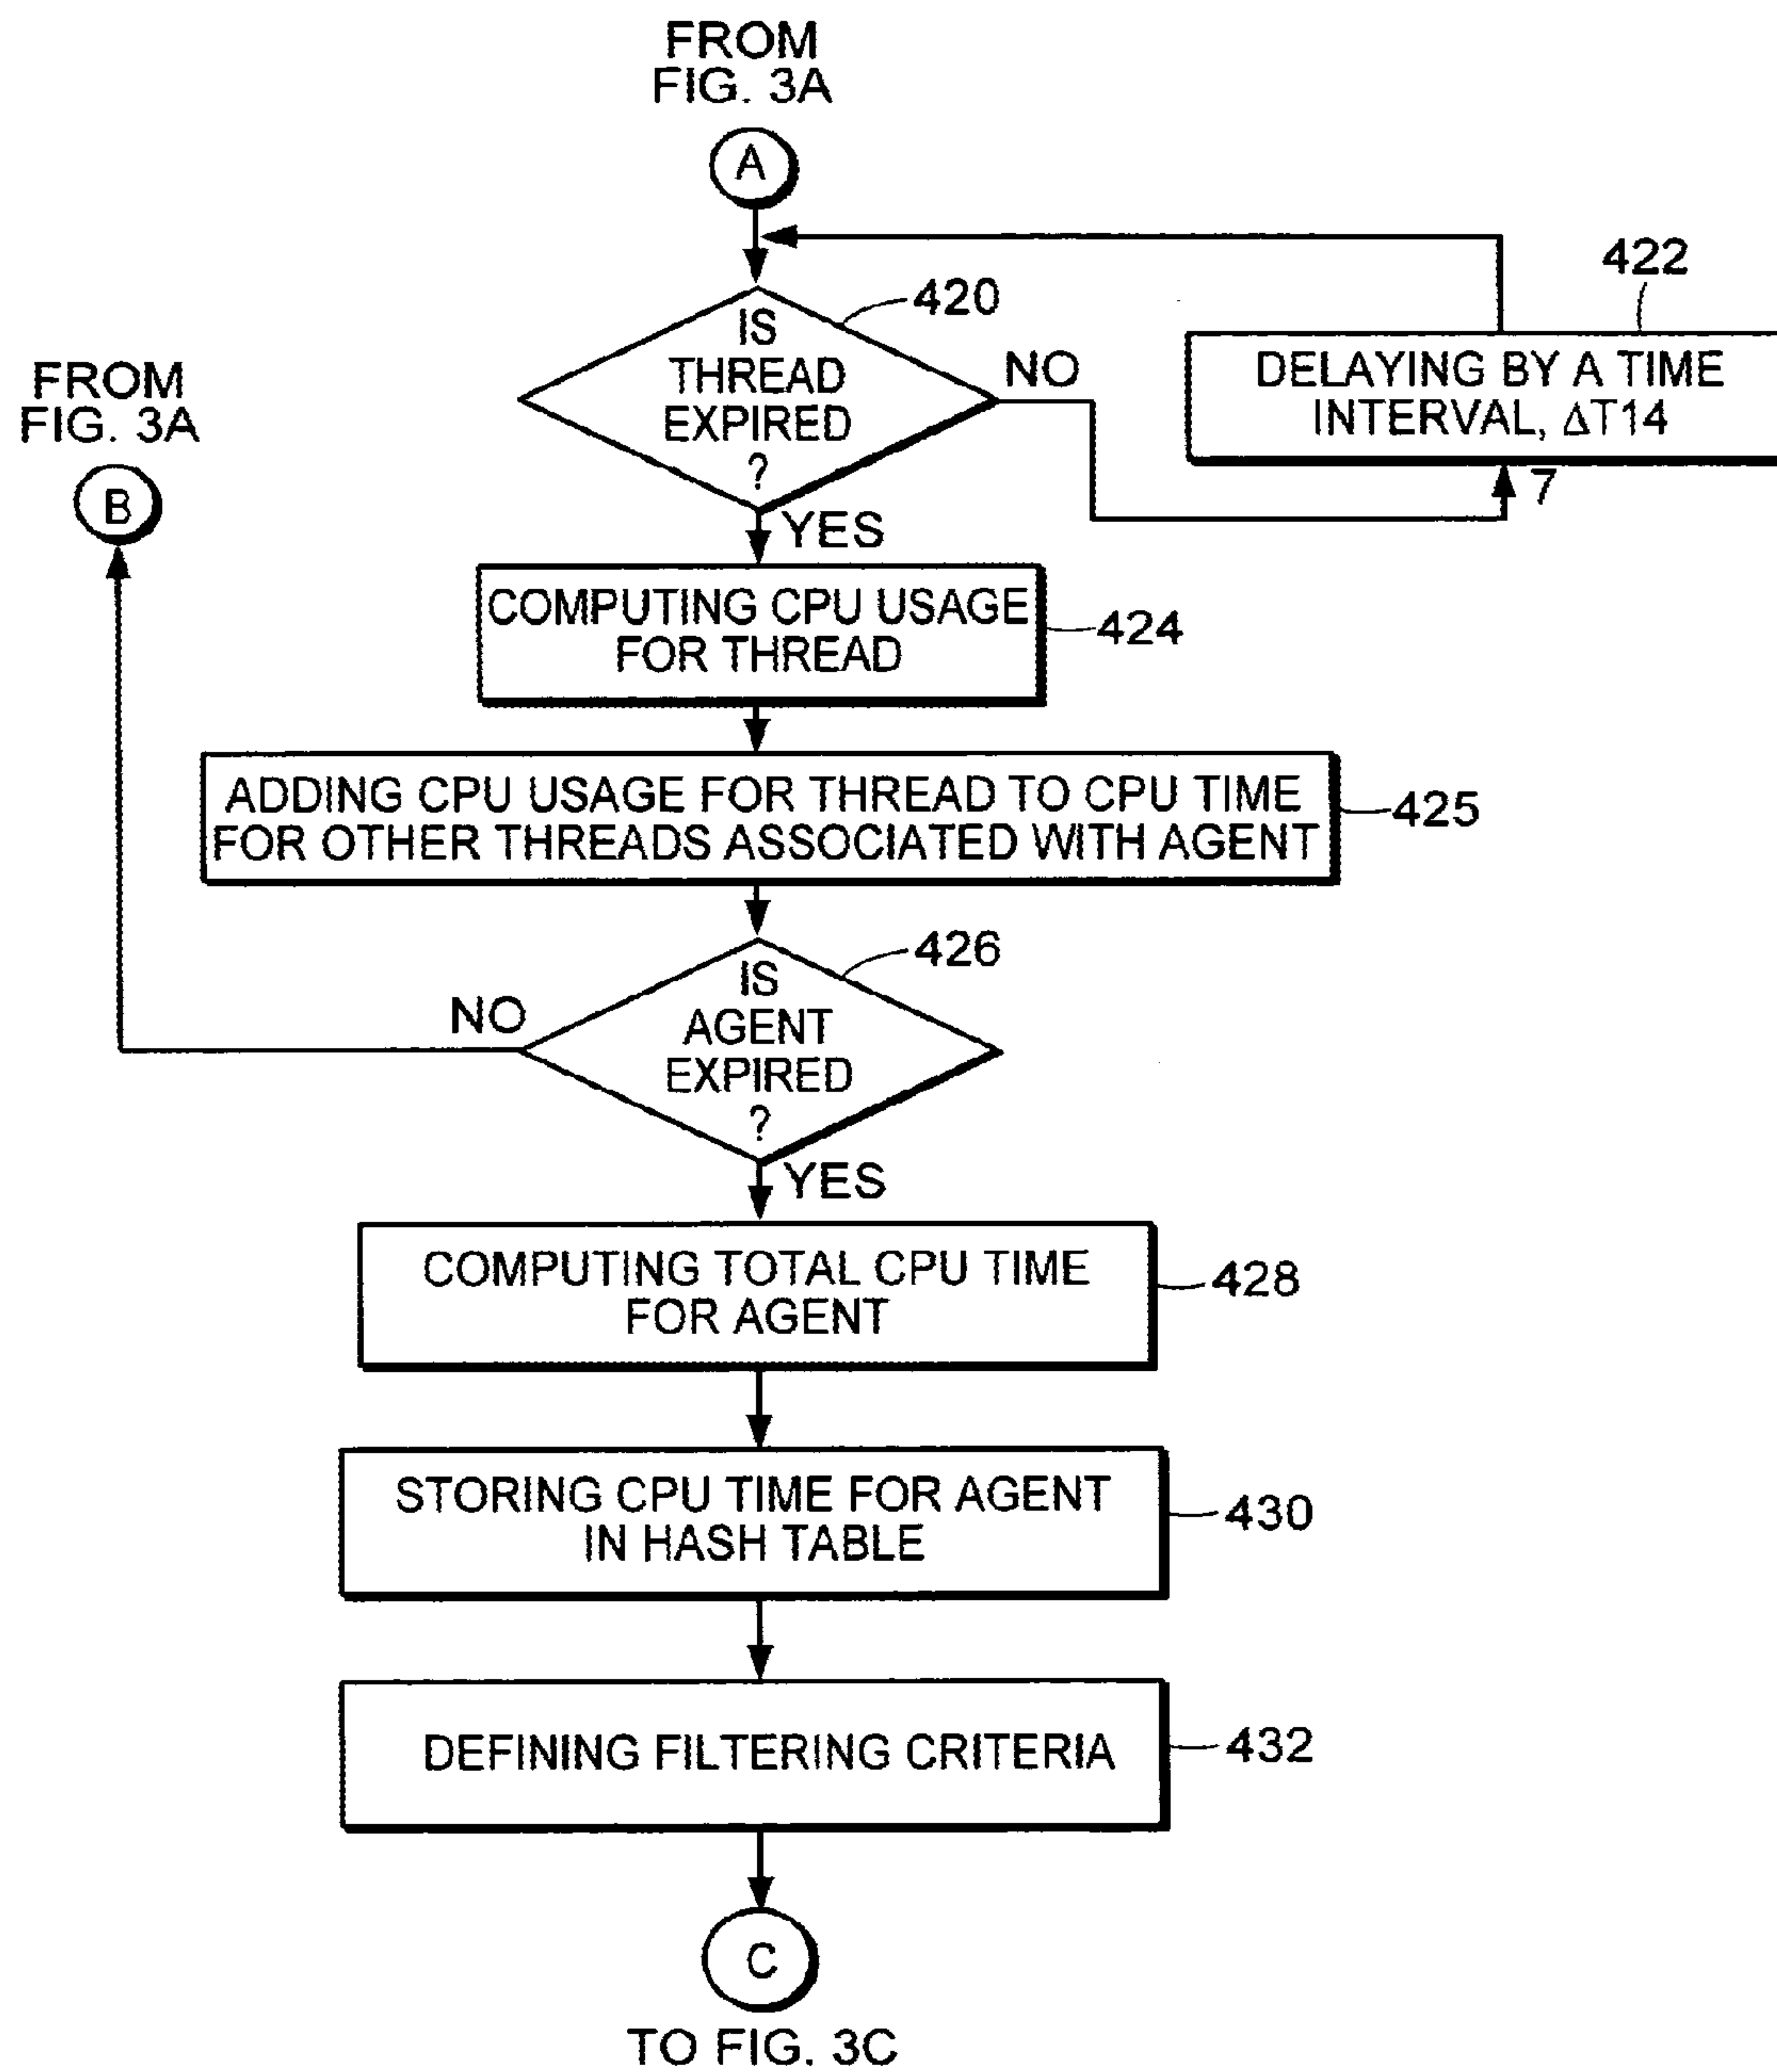 FROM
FIG. 3A
A
420
IS
THREAD
EXPIRED
?
NO
422
DELAYING BY A TIME
INTERVAL, ΔT14
7
FROM
FIG. 3A
B
YES
COMPUTING CPU USAGE
FOR THREAD
424
ADDING CPU USAGE FOR THREAD TO CPU TIME
FOR OTHER THREADS ASSOCIATED WITH AGENT
425
426
IS
AGENT
EXPIRED
?
NO
YES
COMPUTING TOTAL CPU TIME
FOR AGENT
428
STORING CPU TIME FOR AGENT
IN HASH TABLE
430
DEFINING FILTERING CRITERIA
432
C
TO FIG. 3C